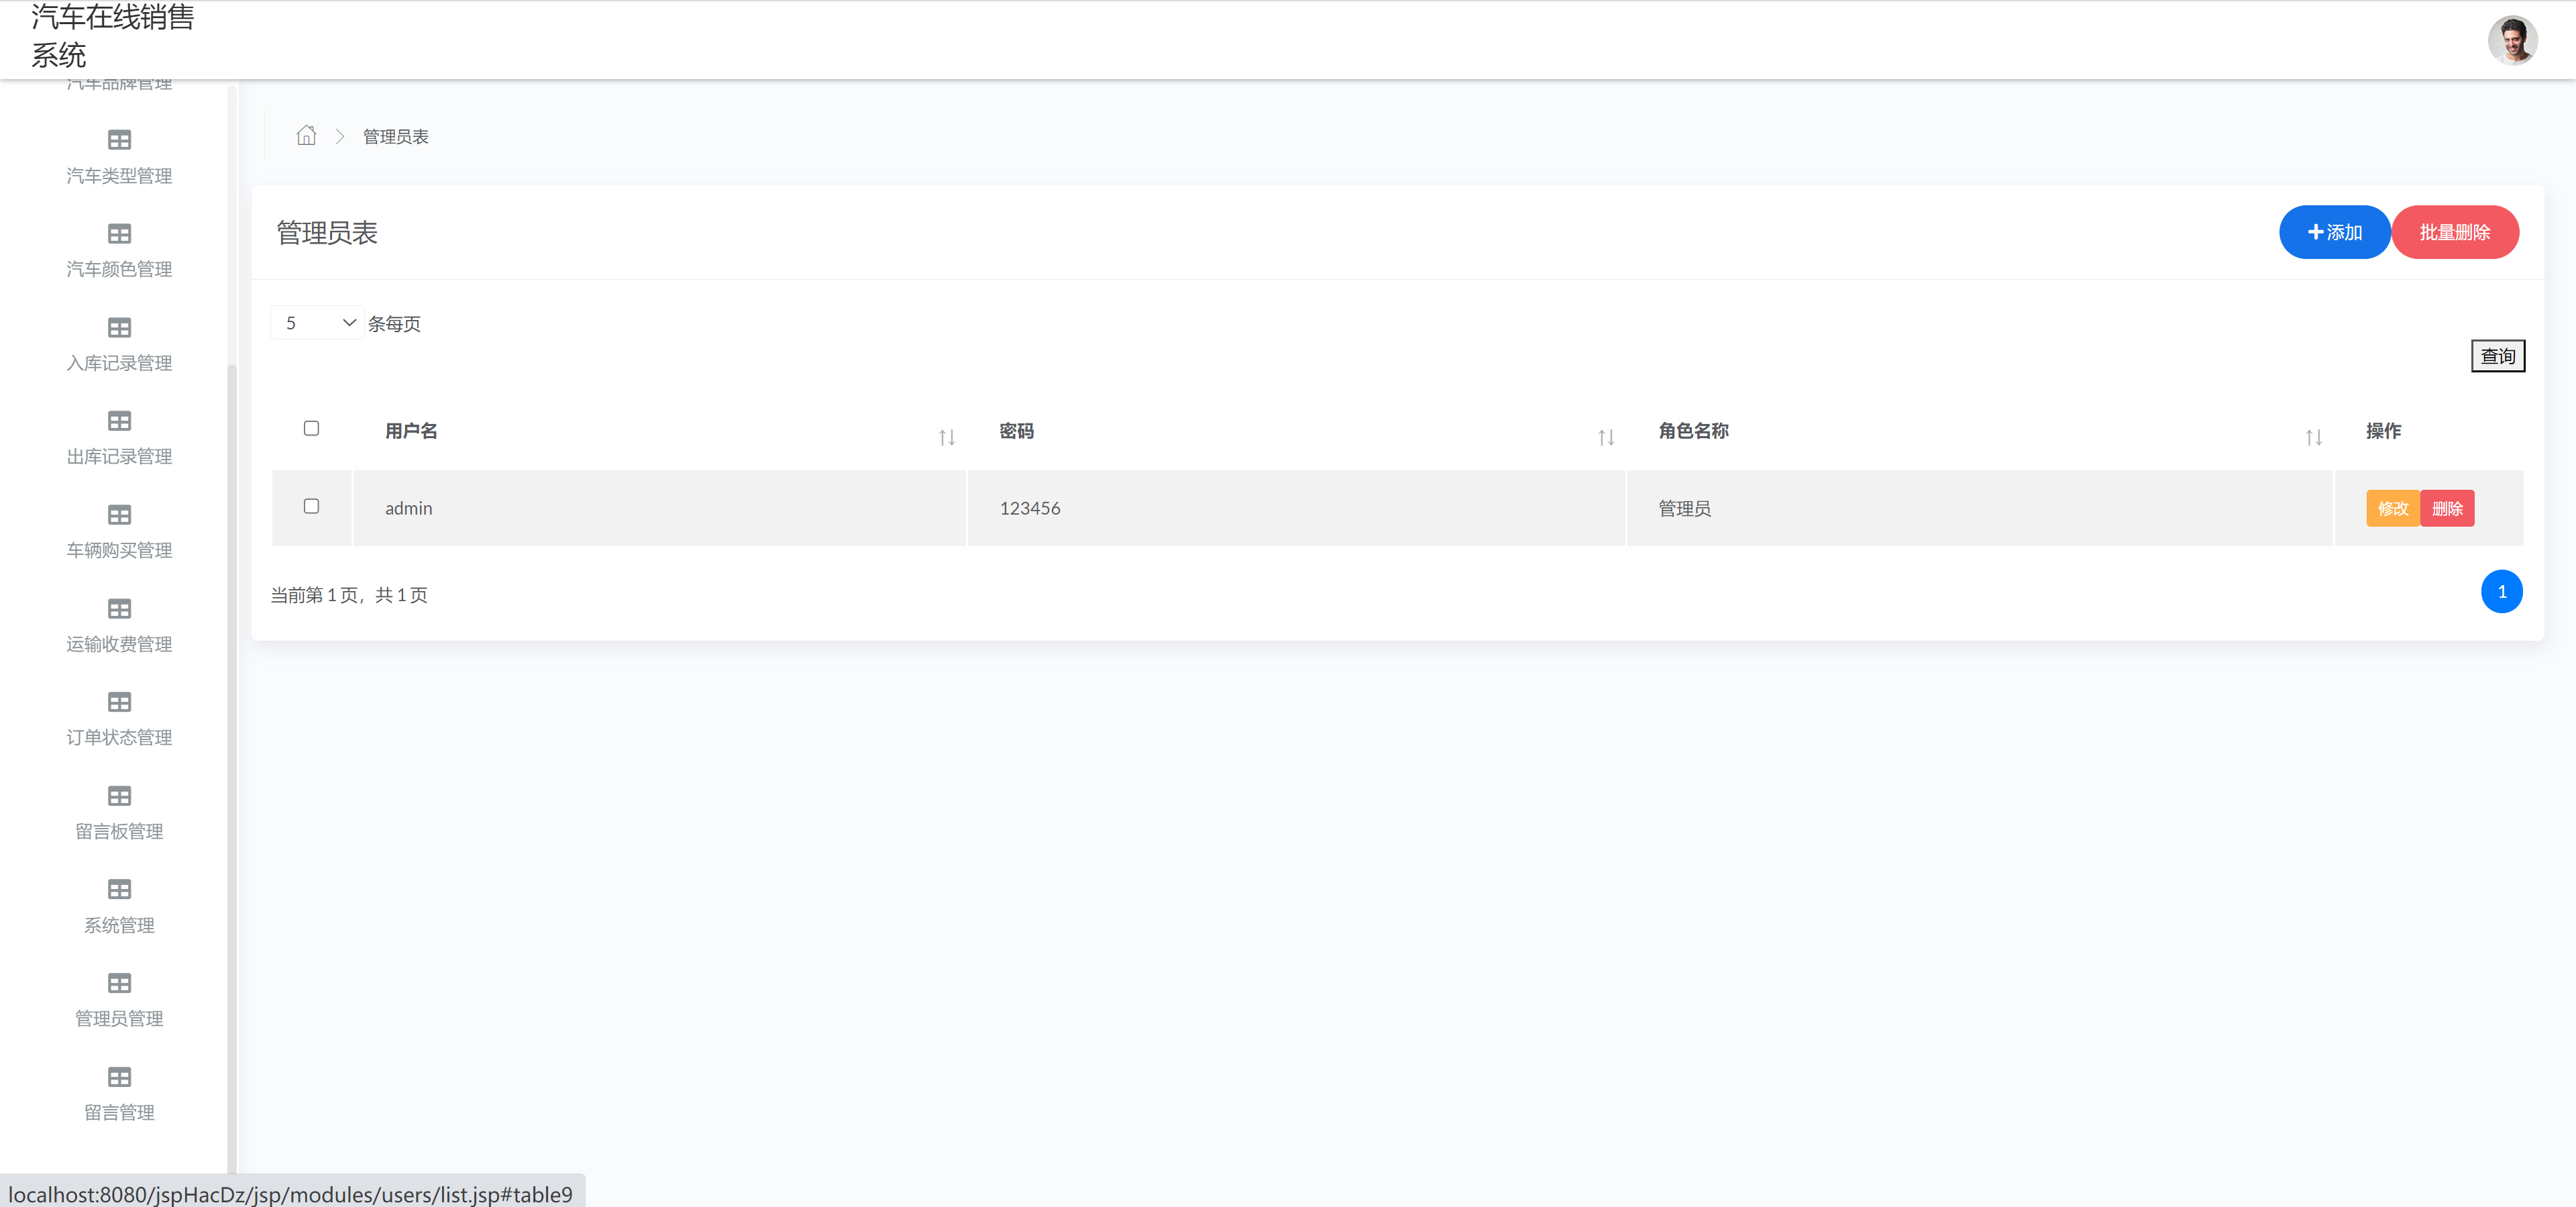 汽车在线销售
系统
汽车品牌管理
汽车类型管理
汽车颜色管理
入库记录管理
出库记录管理
车辆购买管理
运输收费管理
订单状态管理
留言板管理
系统管理
管理员管理
留言管理
管理员表
管理员表
添加 批量删除
5 条每页
查询
用户名 密码 角色名称 操作
admin 123456 管理员 修改 删除
当前第 1 页，共 1 页 1
localhost:8080/jspHacDz/jsp/modules/users/list.jsp#table9